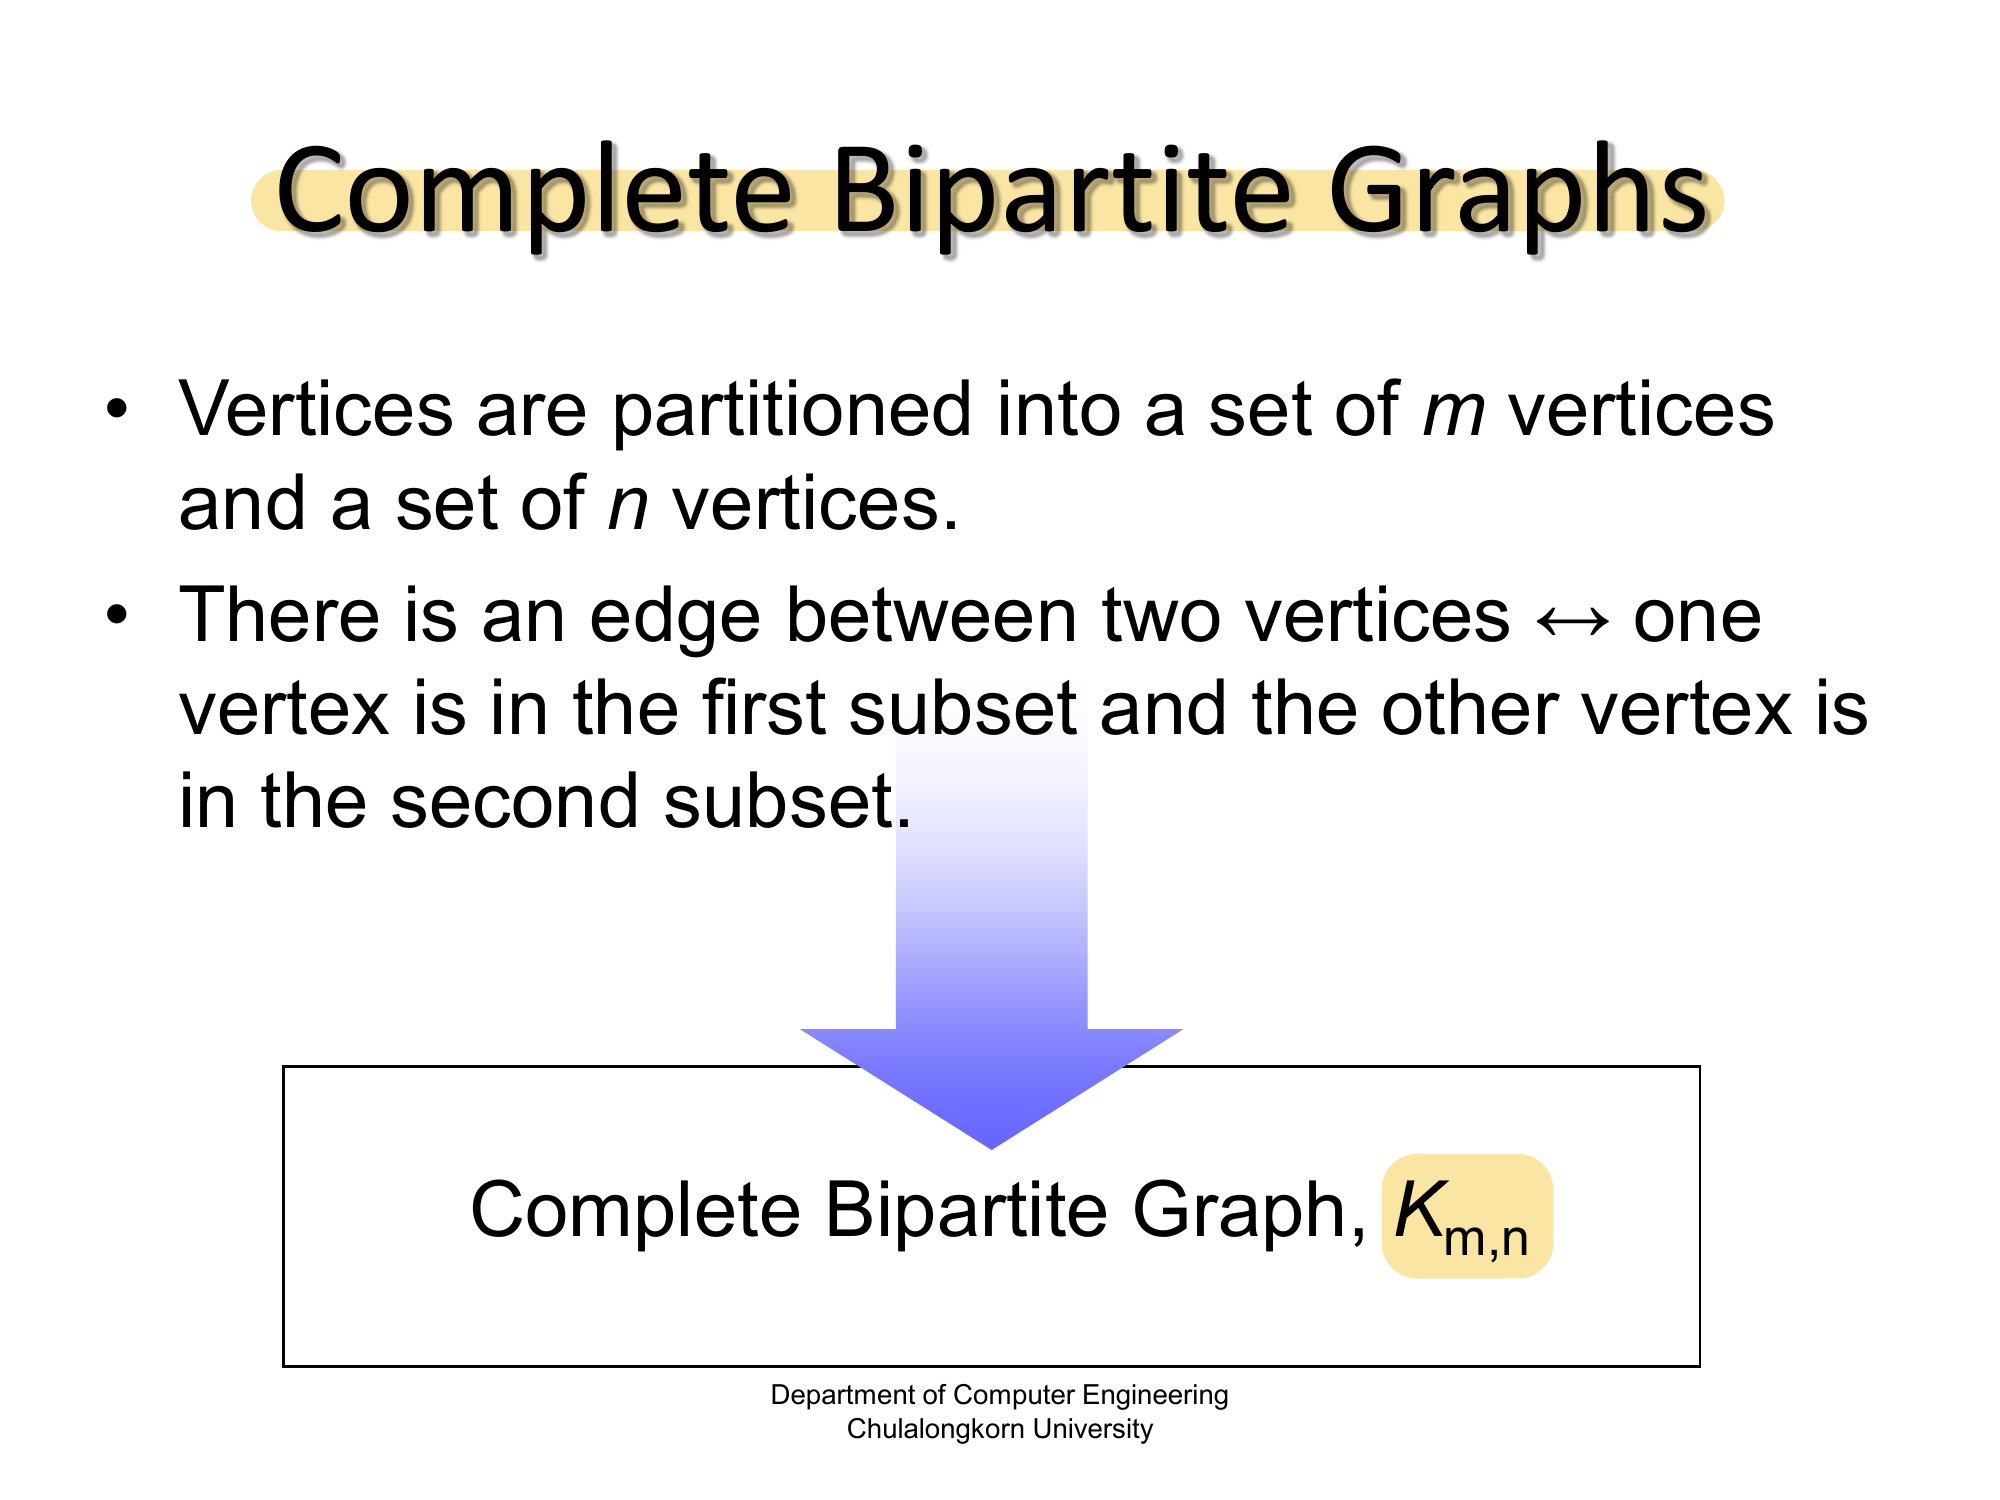 Complete Bipartite Graphs
• Vertices are partitioned into a set of m vertices
and a set of n vertices.
• There is an edge between two vertices ↔ one
vertex is in the first subset and the other vertex is
in the second subset.
Complete Bipartite Graph, Km,n
Department of Computer Engineering
Chulalongkorn University